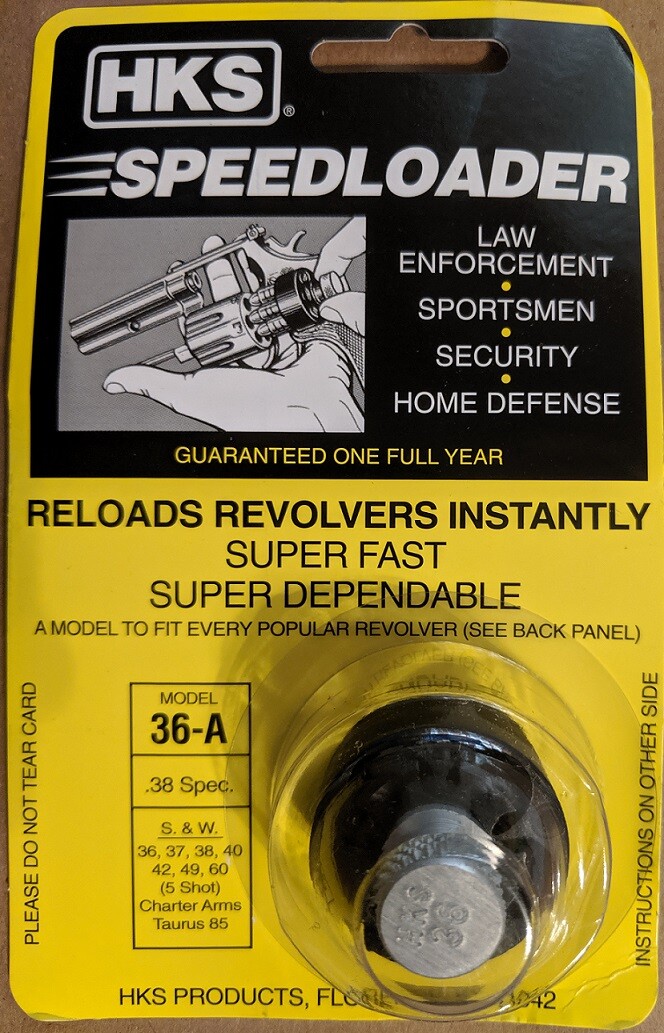 HKS®
SPEEDLOADER
LAW
ENFORCEMENT
•
SPORTSMEN
•
SECURITY
•
HOME DEFENSE
GUARANTEED ONE FULL YEAR
RELOADS REVOLVERS INSTANTLY
SUPER FAST
SUPER DEPENDABLE
A MODEL TO FIT EVERY POPULAR REVOLVER (SEE BACK PANEL)
PLEASE DO NOT TEAR CARD
MODEL
36-A
.38 Spec.
S. & W.
36, 37, 38, 40
42, 49, 60
(5 Shot)
Charter Arms
Taurus 85
HKS
36
INSTRUCTIONS ON OTHER SIDE
HKS PRODUCTS,